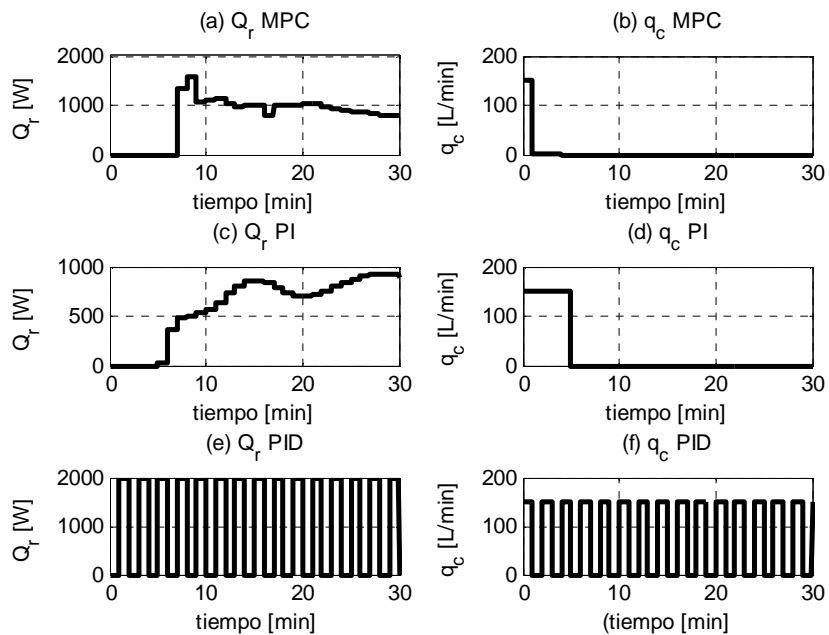 (a) Q_r MPC
(b) q_c MPC
2000
1000
0
Q_r [W]
0
10
20
30
tiempo [min]
200
100
0
q_c [L/min]
0
10
20
30
tiempo [min]
(c) Q_r PI
(d) q_c PI
1000
500
0
Q_r [W]
0
10
20
30
tiempo [min]
200
100
0
q_c [L/min]
0
10
20
30
tiempo [min]
(e) Q_r PID
(f) q_c PID
2000
1000
0
Q_r [W]
0
10
20
30
tiempo [min]
200
100
0
q_c [L/min]
0
10
20
30
(tiempo [min]